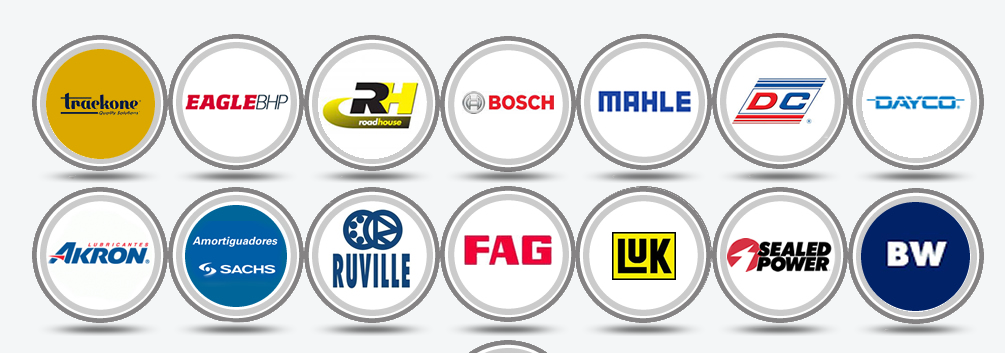 trackone
Quality Solutions
EAGLEBHP
RH
roadhouse
BOSCH
MAHLE
DC
DAYCO
LUBRICANTES
AKRON
Amortiguadores
SACHS
RUVILLE
FAG
LUK
SEALED
POWER
BW